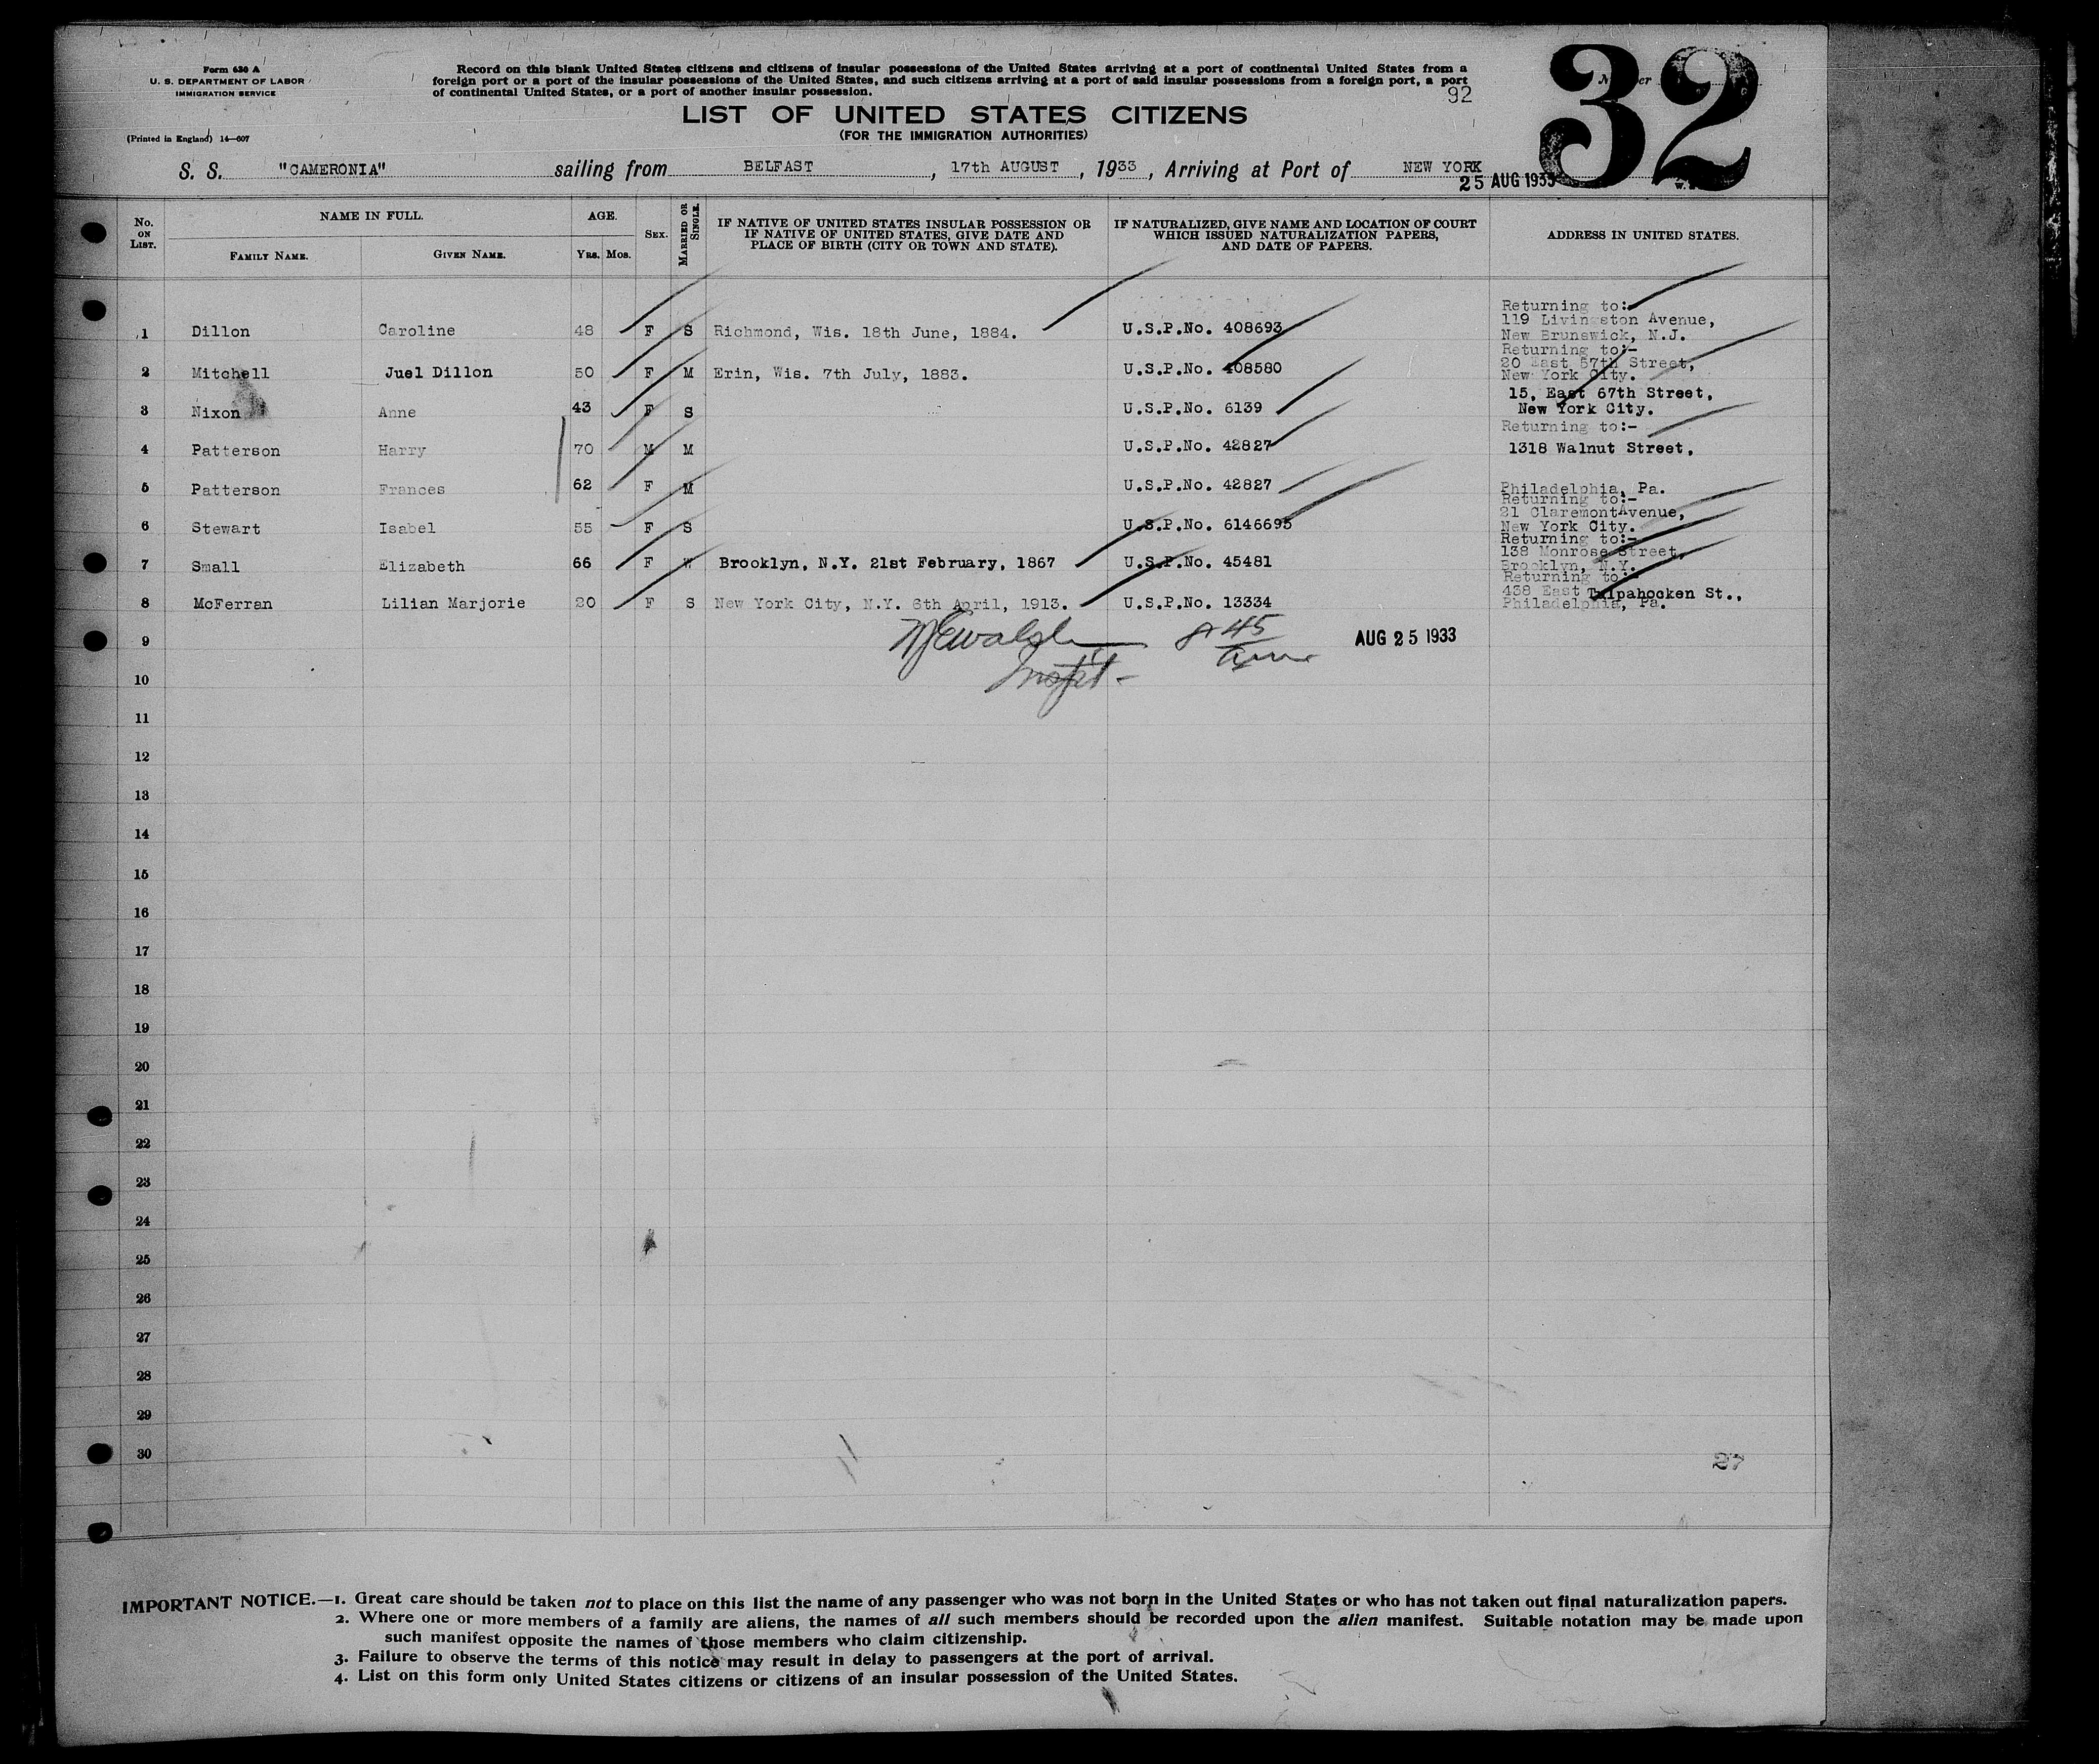 Form 630 A
U. S. DEPARTMENT OF LABOR
IMMIGRATION SERVICE
(Printed in England) 14—607
Record on this blank United States citizens and citizens of insular possessions of the United States arriving at a port of continental United States from a
foreign port or a port of the insular possessions of the United States, and such citizens arriving at a port of said insular possessions from a foreign port, a port
of continental United States, or a port of another insular possession.
92
32
LIST OF UNITED STATES CITIZENS
(FOR THE IMMIGRATION AUTHORITIES)
S. S. "CAMERONIA" sailing from BELFAST, 17th AUGUST, 1933, Arriving at Port of NEW YORK
25 AUG 1933
No. ON LIST. NAME IN FULL. FAMILY NAME. GIVEN NAME. AGE. YRS. MOS. SEX. MARRIED OR SINGLE. IF NATIVE OF UNITED STATES INSULAR POSSESSION OR IF NATIVE OF UNITED STATES, GIVE DATE AND PLACE OF BIRTH (CITY OR TOWN AND STATE). IF NATURALIZED, GIVE NAME AND LOCATION OF COURT WHICH ISSUED NATURALIZATION PAPERS, AND DATE OF PAPERS. ADDRESS IN UNITED STATES.
1 Dillon Caroline 48 F S Richmond, Wis. 18th June, 1884. U.S.P.No. 408693 Returning to:-
119 Livingston Avenue,
New Brunswick, N.J.
2 Mitchell Juel Dillon 50 F M Erin, Wis. 7th July, 1883. U.S.P.No. 408580 Returning to:-
20 East 57th Street,
New York City.
3 Nixon Anne 43 F S U.S.P.No. 6139 15, East 67th Street,
New York City.
4 Patterson Harry 70 M M U.S.P.No. 42827 Returning to:-
1318 Walnut Street,
5 Patterson Frances 62 F M U.S.P.No. 42827 Philadelphia, Pa.
6 Stewart Isabel 55 F S U.S.P.No. 6146695 Returning to:-
21 ClaremontAvenue,
New York City.
7 Small Elizabeth 66 F W Brooklyn, N.Y. 21st February, 1867 U.S.P.No. 45481 Returning to:-
138 Monrose Street,
Brooklyn, N.Y.
8 McFerran Lilian Marjorie 20 F S New York City, N.Y. 6th April, 1913. U.S.P.No. 13334 Returning to:-
438 East Tulpahocken St.,
Philadelphia, Pa.
9 AUG 25 1933
10
11
12
13
14
15
16
17
18
19
20
21
22
23
24
25
26
27
28
29
30
27
IMPORTANT NOTICE.—1. Great care should be taken not to place on this list the name of any passenger who was not born in the United States or who has not taken out final naturalization papers.
2. Where one or more members of a family are aliens, the names of all such members should be recorded upon the alien manifest. Suitable notation may be made upon
such manifest opposite the names of those members who claim citizenship.
3. Failure to observe the terms of this notice may result in delay to passengers at the port of arrival.
4. List on this form only United States citizens or citizens of an insular possession of the United States.